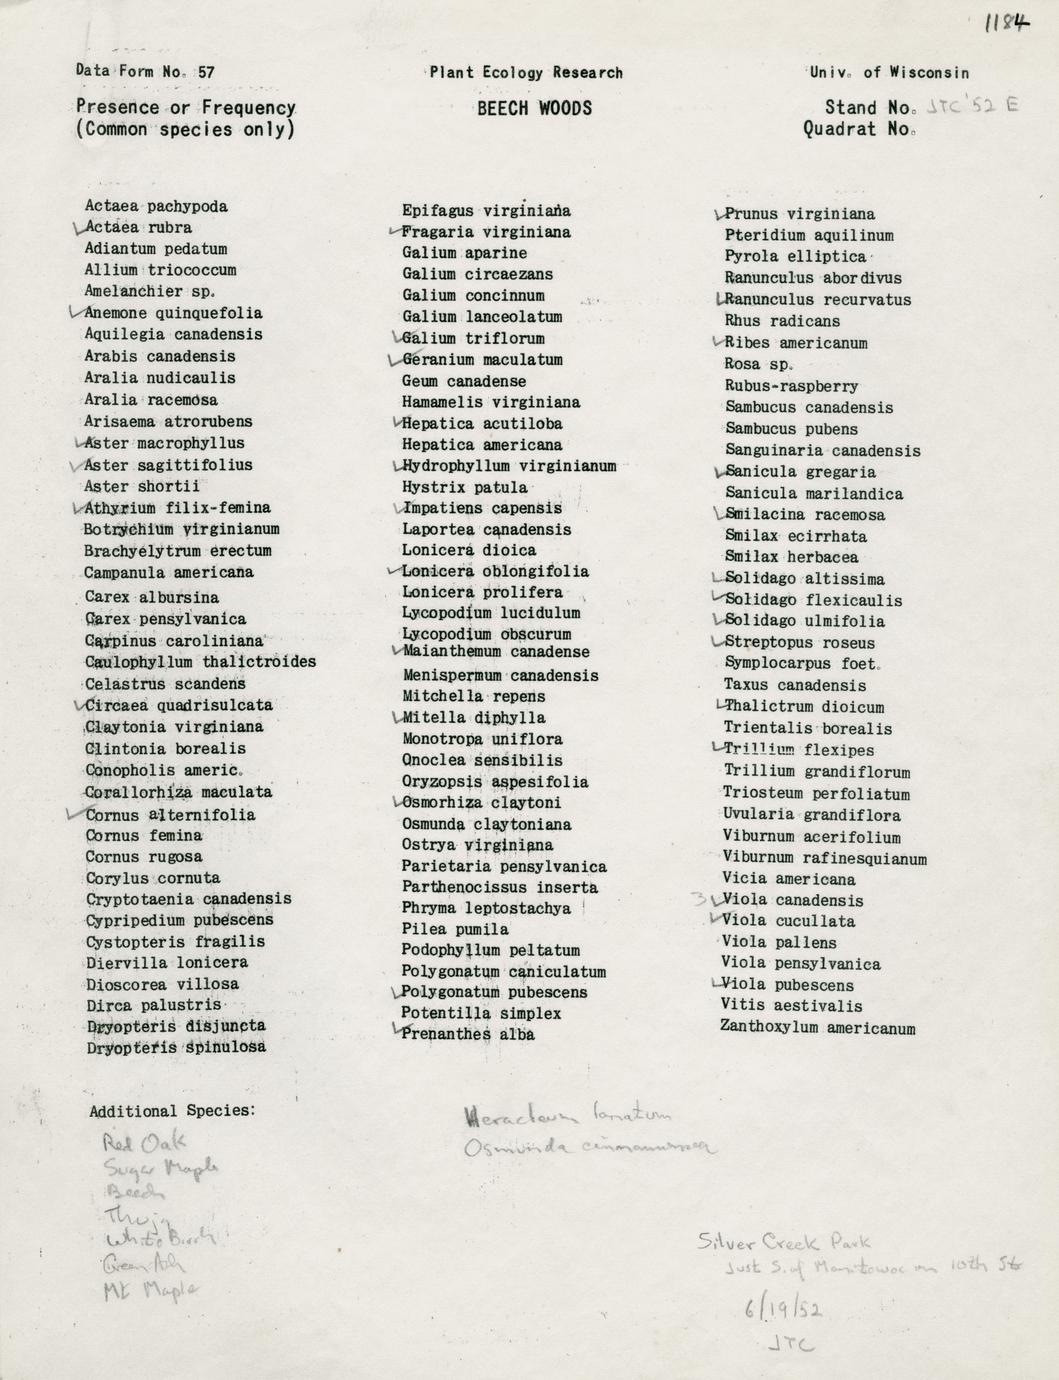 1184
Data Form No. 57 Plant Ecology Research Univ. of Wisconsin
Presence or Frequency BEECH WOODS Stand No. JTC '52 E
(Common species only) Quadrat No.
Actaea pachypoda
✓Actaea rubra
Adiantum pedatum
Allium triococcum
Amelanchier sp.
✓Anemone quinquefolia
Aquilegia canadensis
Arabis canadensis
Aralia nudicaulis
Aralia racemosa
Arisaema atrorubens
✓Aster macrophyllus
✓Aster sagittifolius
Aster shortii
✓Athyrium filix-femina
Botrychium virginianum
Brachyelytrum erectum
Campanula americana
Carex albursina
Carex pensylvanica
Carpinus caroliniana
Caulophyllum thalictroides
Celastrus scandens
✓Circaea quadrisulcata
Claytonia virginiana
Clintonia borealis
Conopholis americ.
Corallorhiza maculata
✓Cornus alternifolia
Cornus femina
Cornus rugosa
Corylus cornuta
Cryptotaenia canadensis
Cypripedium pubescens
Cystopteris fragilis
Diervilla lonicera
Dioscorea villosa
Dirca palustris
Dryopteris disjuncta
Dryopteris spinulosa
Epifagus virginiana
✓Fragaria virginiana
Galium aparine
Galium circaezans
Galium concinnum
Galium lanceolatum
✓Galium triflorum
✓Geranium maculatum
Geum canadense
Hamamelis virginiana
✓Hepatica acutiloba
Hepatica americana
✓Hydrophyllum virginianum
Hystrix patula
✓Impatiens capensis
Laportea canadensis
Lonicera dioica
✓Lonicera oblongifolia
Lonicera prolifera
Lycopodium lucidulum
Lycopodium obscurum
✓Maianthemum canadense
Menispermum canadensis
Mitchella repens
✓Mitella diphylla
Monotropa uniflora
Onoclea sensibilis
Oryzopsis aspesifolia
✓Osmorhiza claytoni
Osmunda claytoniana
Ostrya virginiana
Parietaria pensylvanica
Parthenocissus inserta
Phryma leptostachya
Pilea pumila
Podophyllum peltatum
Polygonatum caniculatum
✓Polygonatum pubescens
Potentilla simplex
✓Prenanthes alba
✓Prunus virginiana
Pteridium aquilinum
Pyrola elliptica
Ranunculus abordivus
✓Ranunculus recurvatus
Rhus radicans
✓Ribes americanum
Rosa sp.
Rubus-raspberry
Sambucus canadensis
Sambucus pubens
Sanguinaria canadensis
✓Sanicula gregaria
Sanicula marilandica
✓Smilacina racemosa
Smilax ecirrhata
Smilax herbacea
✓Solidago altissima
✓Solidago flexicaulis
✓Solidago ulmifolia
✓Streptopus roseus
Symplocarpus foet.
Taxus canadensis
✓Thalictrum dioicum
Trientalis borealis
✓Trillium flexipes
Trillium grandiflorum
Triosteum perfoliatum
Uvularia grandiflora
Viburnum acerifolium
Viburnum rafinesquianum
Vicia americana
3 ✓Viola canadensis
✓Viola cucullata
Viola pallens
Viola pensylvanica
✓Viola pubescens
Vitis aestivalis
Zanthoxylum americanum
Additional Species:
Red Oak
Sugar Maple
Beech
Thuja
White Birch
Green Ash
Mt Maple
Heracleum lanatum
Osmunda cinnamomea
Silver Creek Park
Just S. of Manitowoc on 10th St
6/19/52
JTC